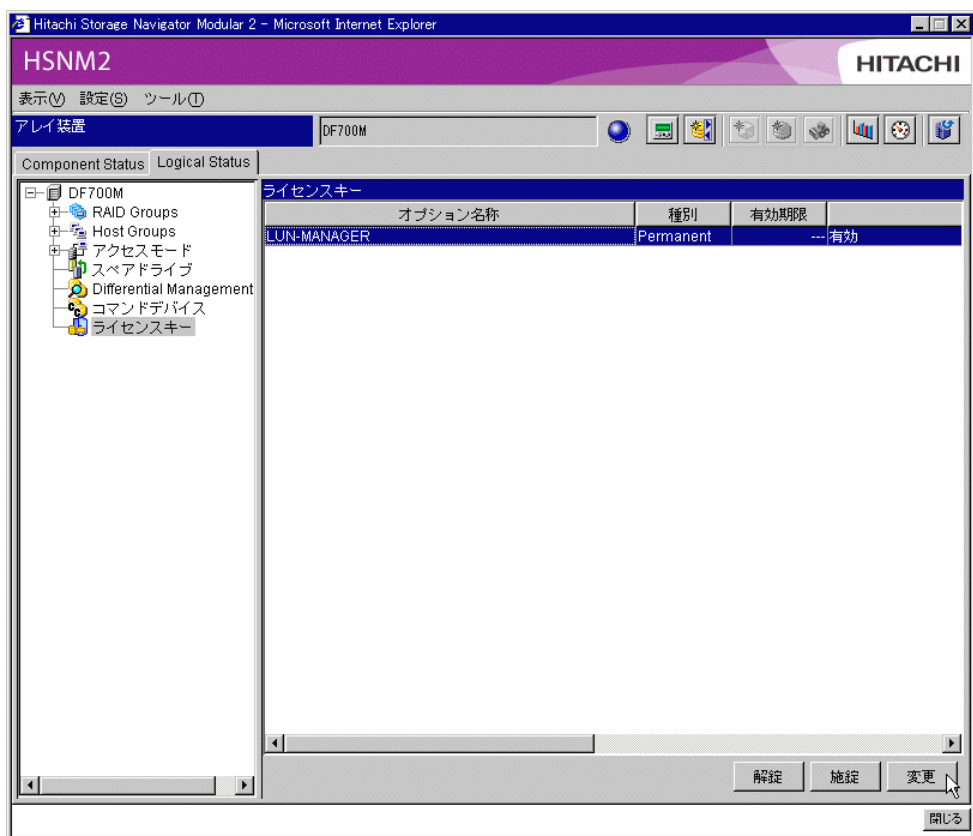 Hitachi Storage Navigator Modular 2 - Microsoft Internet Explorer
HSNM2
HITACHI
表示(V) 設定(S) ツール(T)
アレイ装置
DF700M
Component Status Logical Status
DF700M
RAID Groups
Host Groups
アクセスモード
スペアドライブ
Differential Management
コマンドデバイス
ライセンスキー
ライセンスキー
オプション名称 種別 有効期限
LUN-MANAGER Permanent --- 有効
解錠 施錠 変更
閉じる